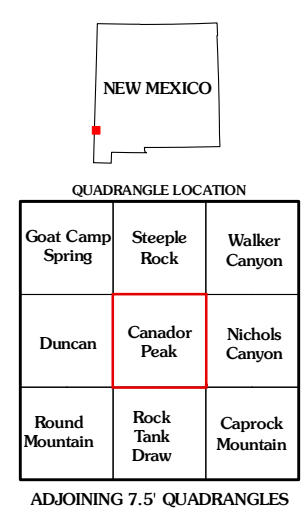 NEW MEXICO
QUADRANGLE LOCATION
Goat Camp
Spring
Steeple
Rock
Walker
Canyon
Duncan
Canador
Peak
Nichols
Canyon
Round
Mountain
Rock
Tank
Draw
Caprock
Mountain
ADJOINING 7.5' QUADRANGLES